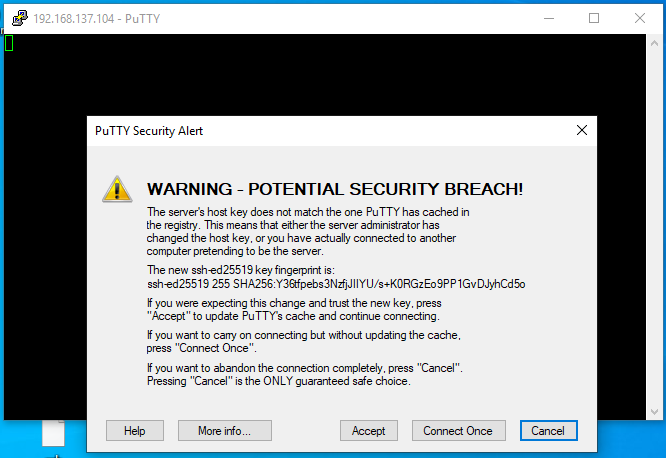 192.168.137.104 - PuTTY
PuTTY Security Alert
WARNING - POTENTIAL SECURITY BREACH!
The server's host key does not match the one PuTTY has cached in
the registry. This means that either the server administrator has
changed the host key, or you have actually connected to another
computer pretending to be the server.
The new ssh-ed25519 key fingerprint is:
ssh-ed25519 255 SHA256:Y36tfpebs3NzfjJIIYU/s+K0RGzEo9PP1GvDJyhCd5o
If you were expecting this change and trust the new key, press
"Accept" to update PuTTY's cache and continue connecting.
If you want to carry on connecting but without updating the cache,
press "Connect Once".
If you want to abandon the connection completely, press "Cancel".
Pressing "Cancel" is the ONLY guaranteed safe choice.
Help More info... Accept Connect Once Cancel